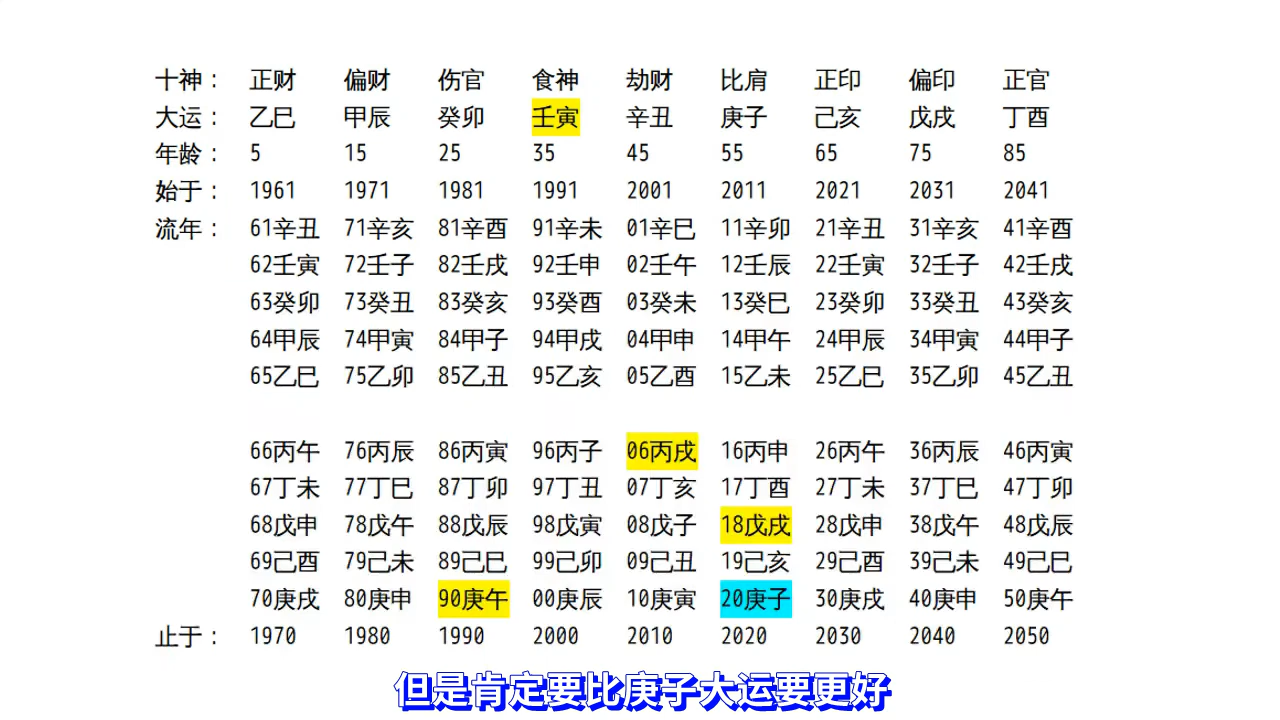 十神： 正财 偏财 伤官 食神 劫财 比肩 正印 偏印 正官
大运： 乙巳 甲辰 癸卯 壬寅 辛丑 庚子 己亥 戊戌 丁酉
年龄： 5 15 25 35 45 55 65 75 85
始于： 1961 1971 1981 1991 2001 2011 2021 2031 2041
流年： 61辛丑 71辛亥 81辛酉 91辛未 01辛巳 11辛卯 21辛丑 31辛亥 41辛酉
62壬寅 72壬子 82壬戌 92壬申 02壬午 12壬辰 22壬寅 32壬子 42壬戌
63癸卯 73癸丑 83癸亥 93癸酉 03癸未 13癸巳 23癸卯 33癸丑 43癸亥
64甲辰 74甲寅 84甲子 94甲戌 04甲申 14甲午 24甲辰 34甲寅 44甲子
65乙巳 75乙卯 85乙丑 95乙亥 05乙酉 15乙未 25乙巳 35乙卯 45乙丑
66丙午 76丙辰 86丙寅 96丙子 06丙戌 16丙申 26丙午 36丙辰 46丙寅
67丁未 77丁巳 87丁卯 97丁丑 07丁亥 17丁酉 27丁未 37丁巳 47丁卯
68戊申 78戊午 88戊辰 98戊寅 08戊子 18戊戌 28戊申 38戊午 48戊辰
69己酉 79己未 89己巳 99己卯 09己丑 19己亥 29己酉 39己未 49己巳
70庚戌 80庚申 90庚午 00庚辰 10庚寅 20庚子 30庚戌 40庚申 50庚午
止于： 1970 1980 1990 2000 2010 2020 2030 2040 2050
但是肯定要比庚子大运要更好